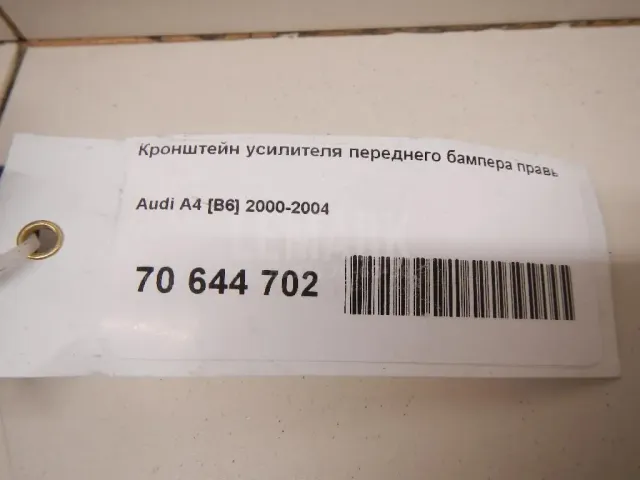 Кронштейн усилителя переднего бампера правь
Audi A4 [B6] 2000-2004
70 644 702